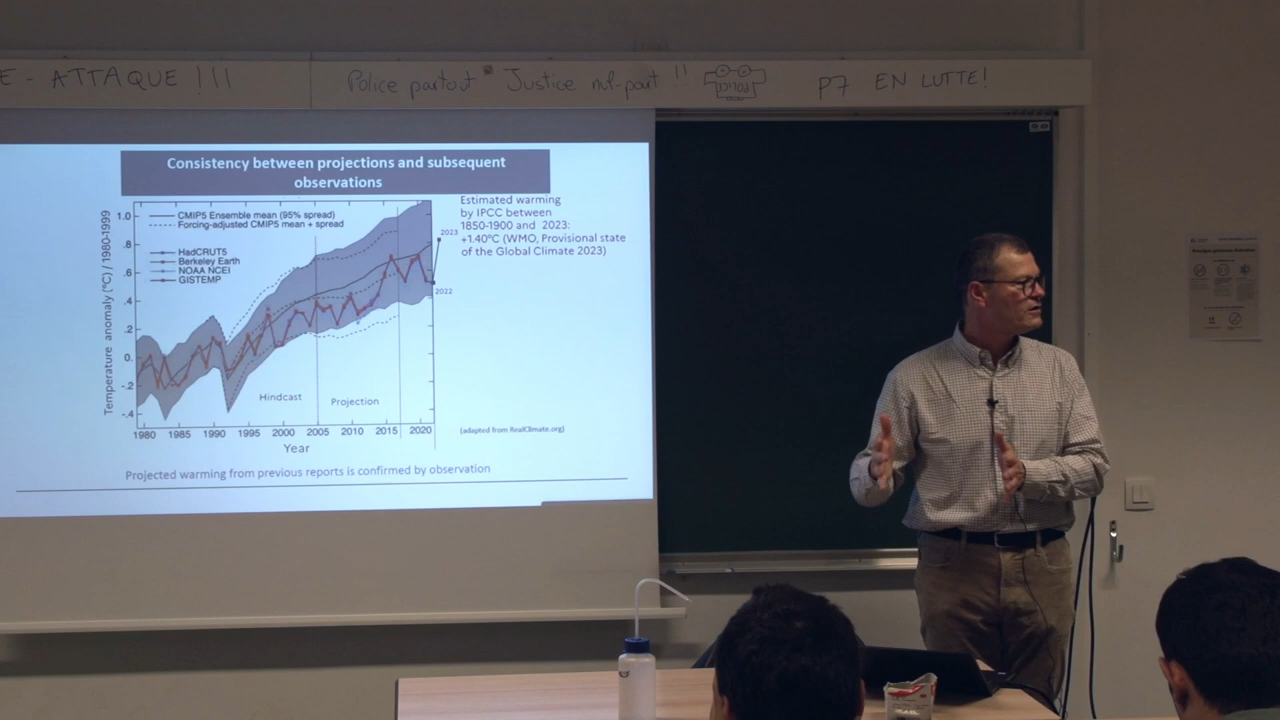 E - ATTAQUE !!!
Police partout Justice nul-part !!
POLICE
P7 EN LUTTE!
Consistency between projections and subsequent
observations
Temperature anomaly (°C) / 1980-1999
1.0
.8
.6
.4
.2
0.
-.2
-.4
CMIP5 Ensemble mean (95% spread)
Forcing-adjusted CMIP5 mean + spread
HadCRUT5
Berkeley Earth
NOAA NCEI
GISTEMP
Hindcast
Projection
2023
2022
1980 1985 1990 1995 2000 2005 2010 2015 2020
Year
Estimated warming
by IPCC between
1850-1900 and 2023:
+1.40°C (WMO, Provisional state
of the Global Climate 2023)
(adapted from RealClimate.org)
Projected warming from previous reports is confirmed by observation